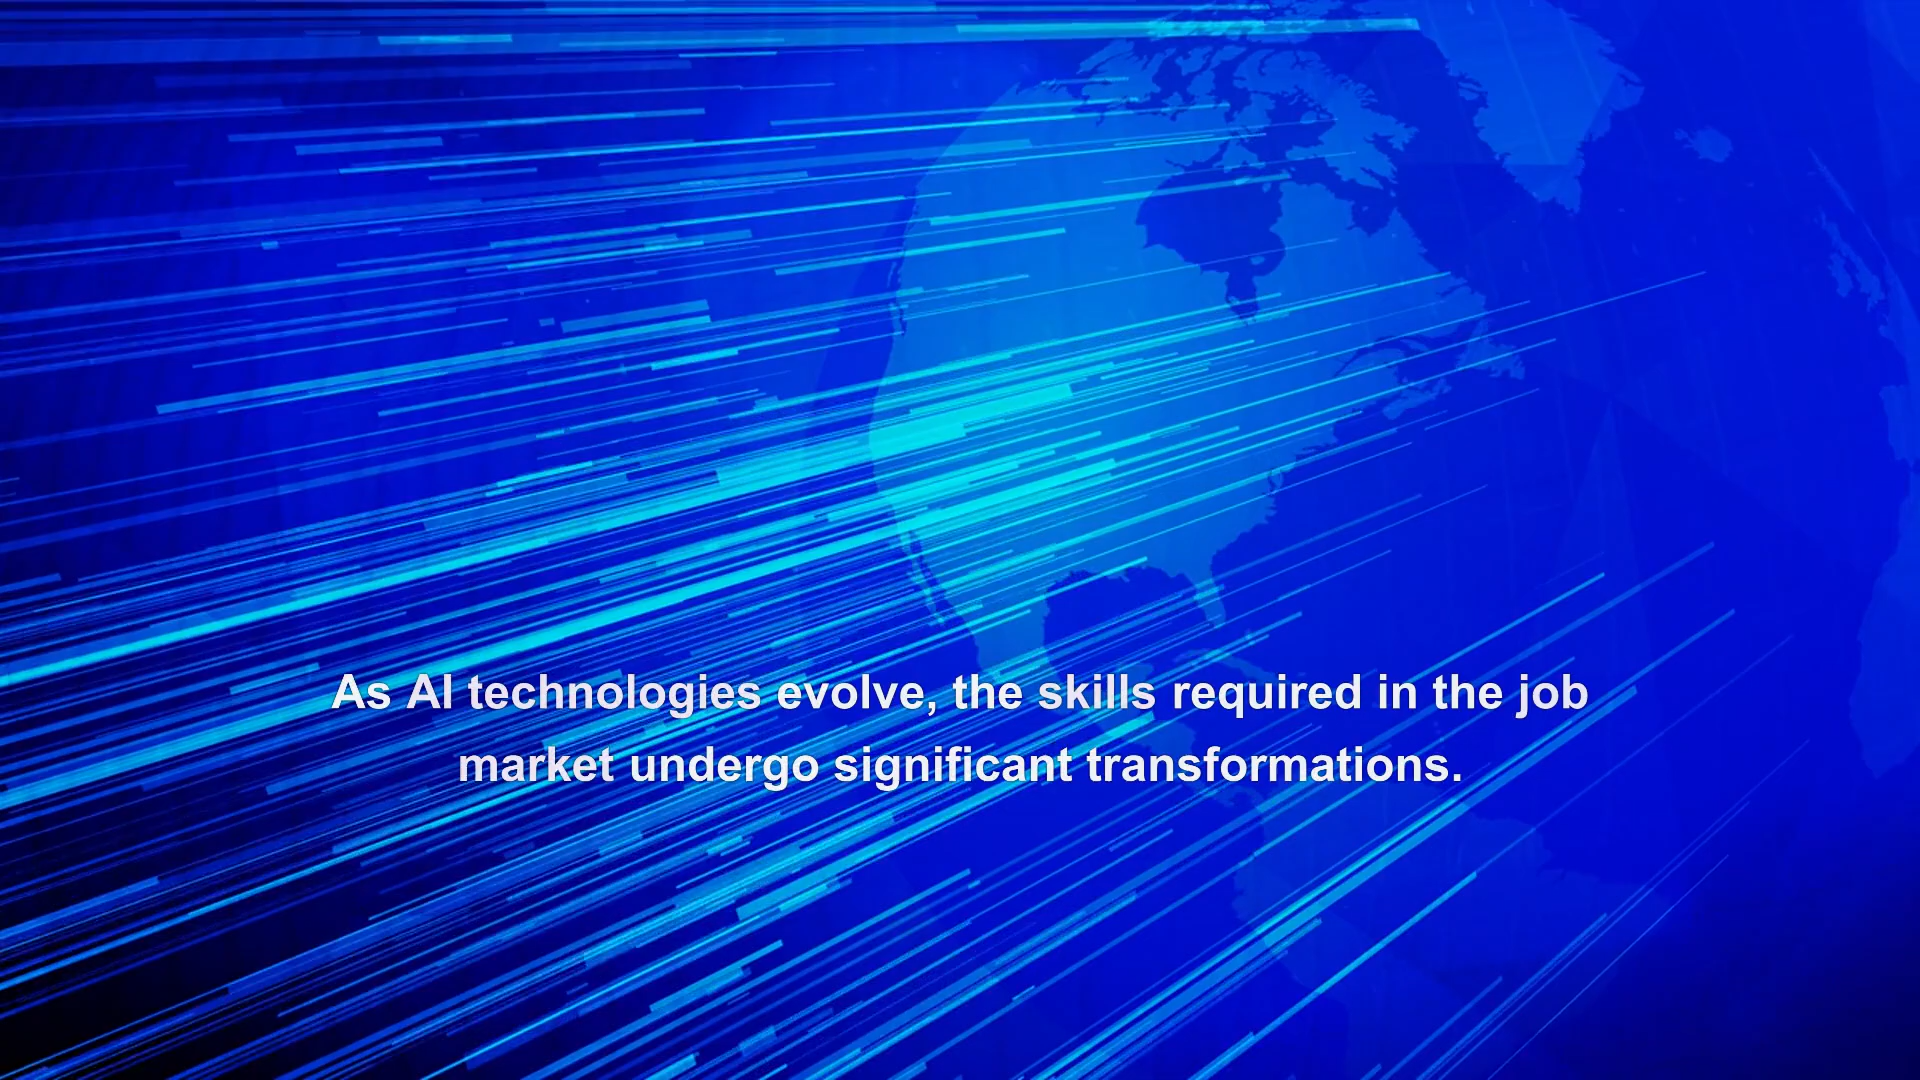 As AI technologies evolve, the skills required in the job
market undergo significant transformations.